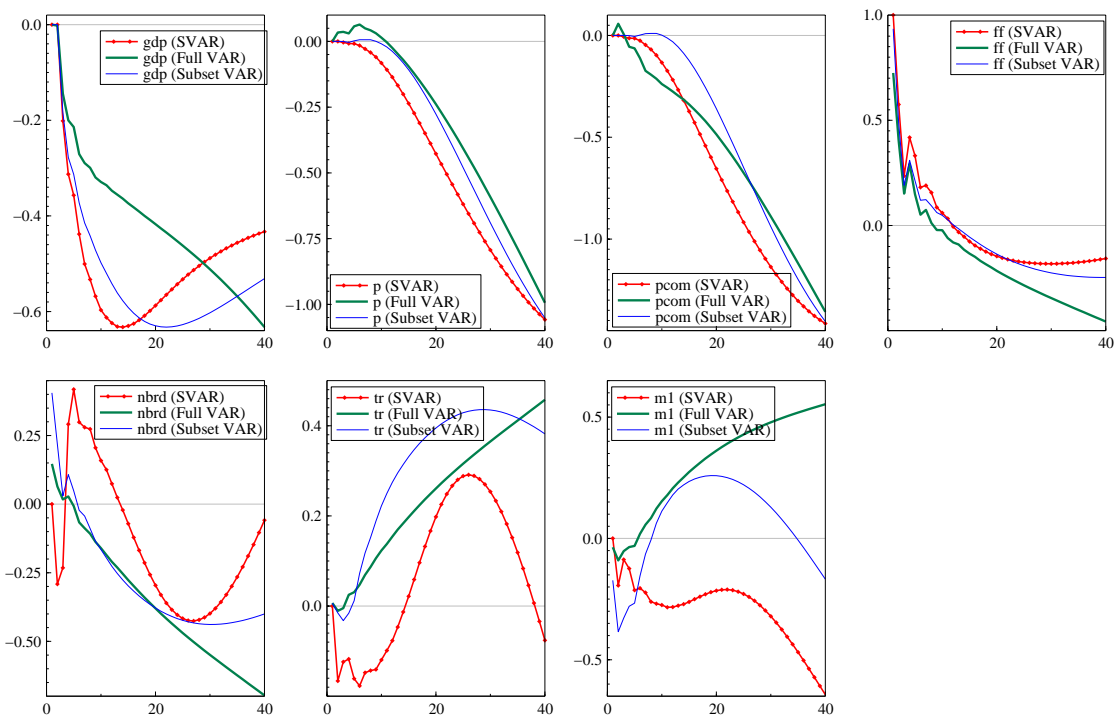 gdp (SVAR)
gdp (Full VAR)
gdp (Subset VAR)
0.0
−0.2
−0.4
−0.6
0 20 40
p (SVAR)
p (Full VAR)
p (Subset VAR)
0.00
−0.25
−0.50
−0.75
−1.00
0 20 40
pcom (SVAR)
pcom (Full VAR)
pcom (Subset VAR)
0.0
−0.5
−1.0
0 20 40
ff (SVAR)
ff (Full VAR)
ff (Subset VAR)
1.0
0.5
0.0
0 20 40
nbrd (SVAR)
nbrd (Full VAR)
nbrd (Subset VAR)
0.25
0.00
−0.25
−0.50
0 20 40
tr (SVAR)
tr (Full VAR)
tr (Subset VAR)
0.4
0.2
0.0
0 20 40
m1 (SVAR)
m1 (Full VAR)
m1 (Subset VAR)
0.5
0.0
−0.5
0 20 40